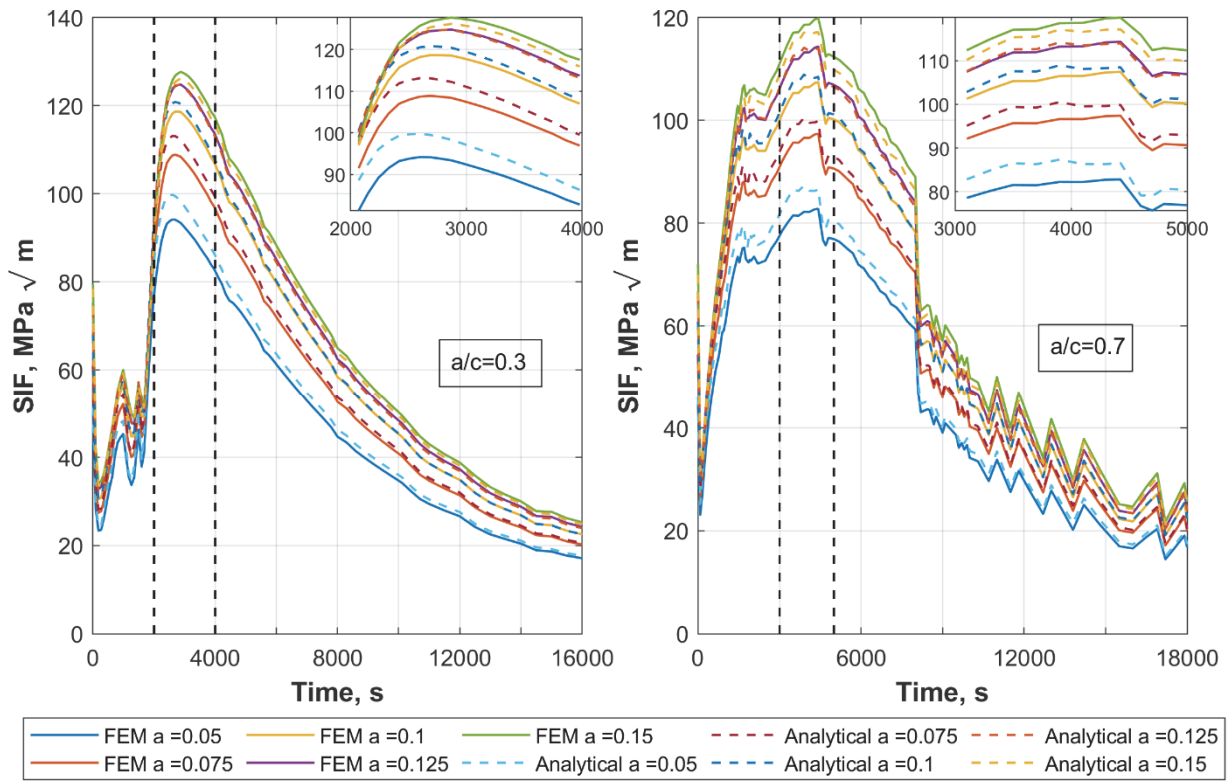 140
120
100
80
60
40
20
0
SIF, MPa √ m
0
4000
8000
12000
16000
Time, s
120
110
100
90
2000
3000
4000
a/c=0.3
120
100
80
60
40
20
0
SIF, MPa √ m
0
6000
12000
18000
Time, s
110
100
90
80
3000
4000
5000
a/c=0.7
FEM a =0.05
FEM a =0.1
FEM a =0.15
Analytical a =0.075
Analytical a =0.125
FEM a =0.075
FEM a =0.125
Analytical a =0.05
Analytical a =0.1
Analytical a =0.15